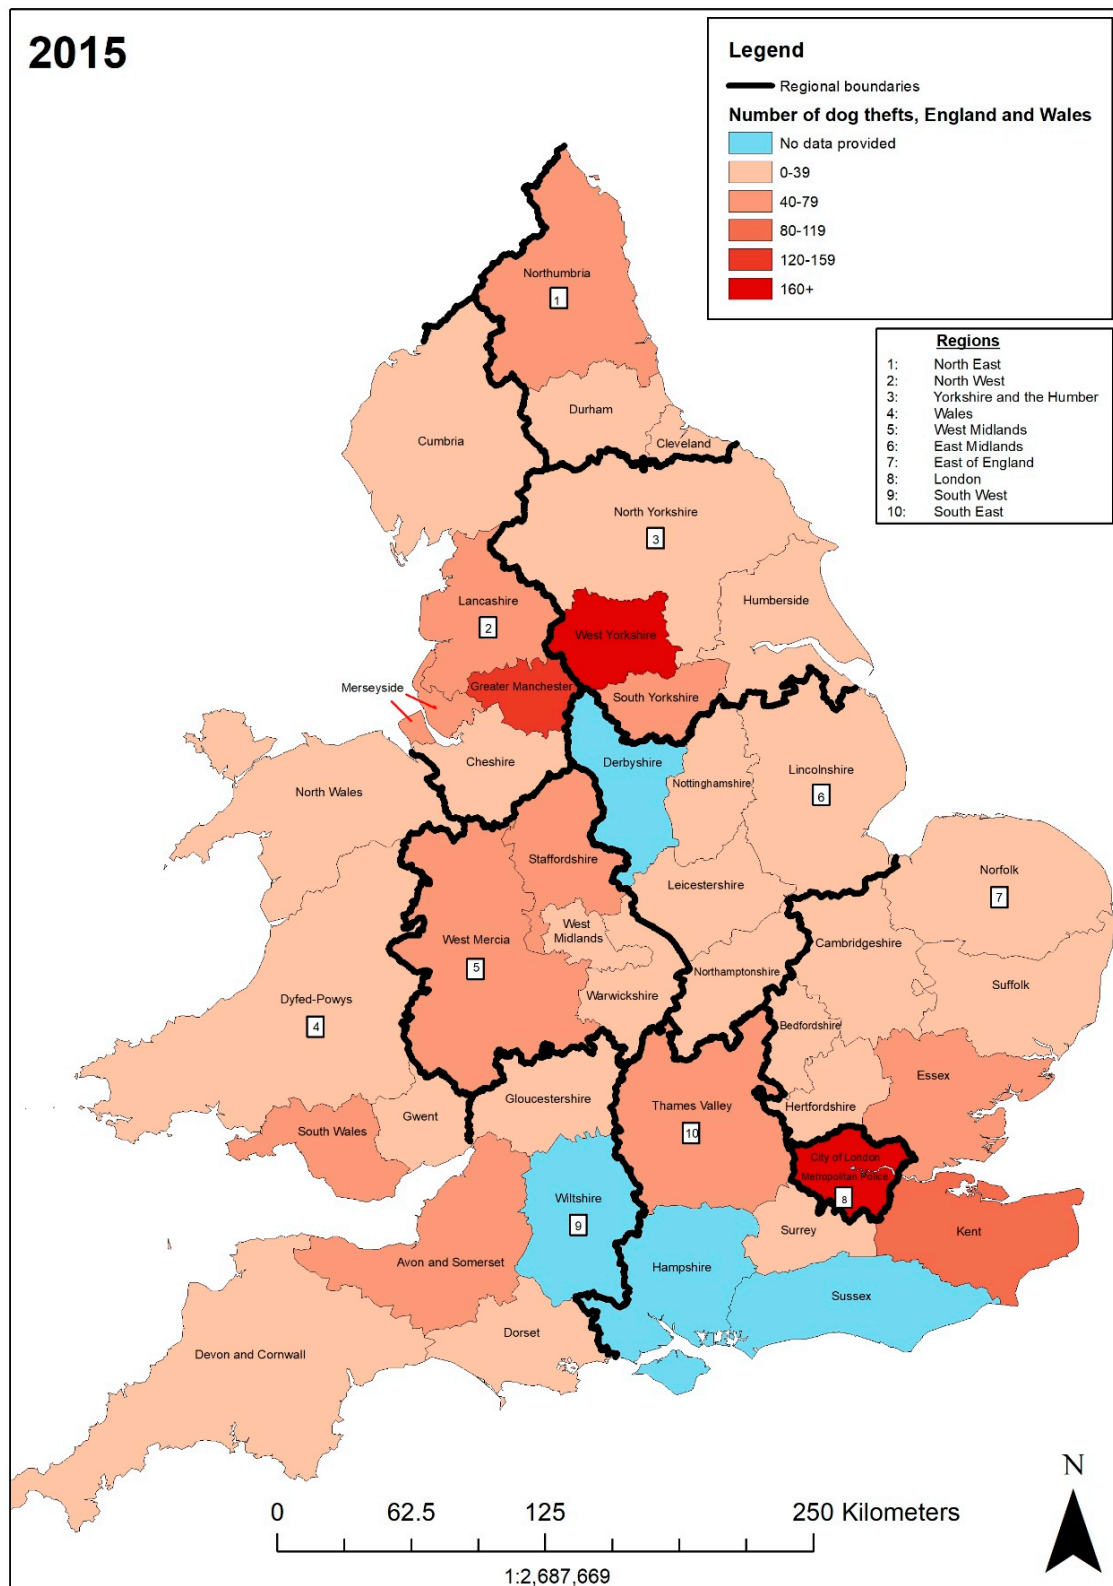 2015
Legend
Regional boundaries
Number of dog thefts, England and Wales
No data provided
0-39
40-79
80-119
120-159
160+
Regions
1: North East
2: North West
3: Yorkshire and the Humber
4: Wales
5: West Midlands
6: East Midlands
7: East of England
8: London
9: South West
10: South East
Northumbria
1
Durham
Cleveland
Cumbria
North Yorkshire
3
Humberside
Lancashire
2
West Yorkshire
Merseyside
Greater Manchester
South Yorkshire
Cheshire
Derbyshire
Nottinghamshire
Lincolnshire
6
North Wales
Staffordshire
Leicestershire
Norfolk
7
West Mercia
5
West
Midlands
Cambridgeshire
Northamptonshire
Suffolk
Warwickshire
Dyfed-Powys
4
Bedfordshire
Essex
Gloucestershire
Thames Valley
10
Hertfordshire
Gwent
South Wales
City of London
Metropolitan Police
8
Wiltshire
9
Surrey
Kent
Avon and Somerset
Hampshire
Sussex
Dorset
Devon and Cornwall
N
0 62.5 125 250 Kilometers
1:2,687,669